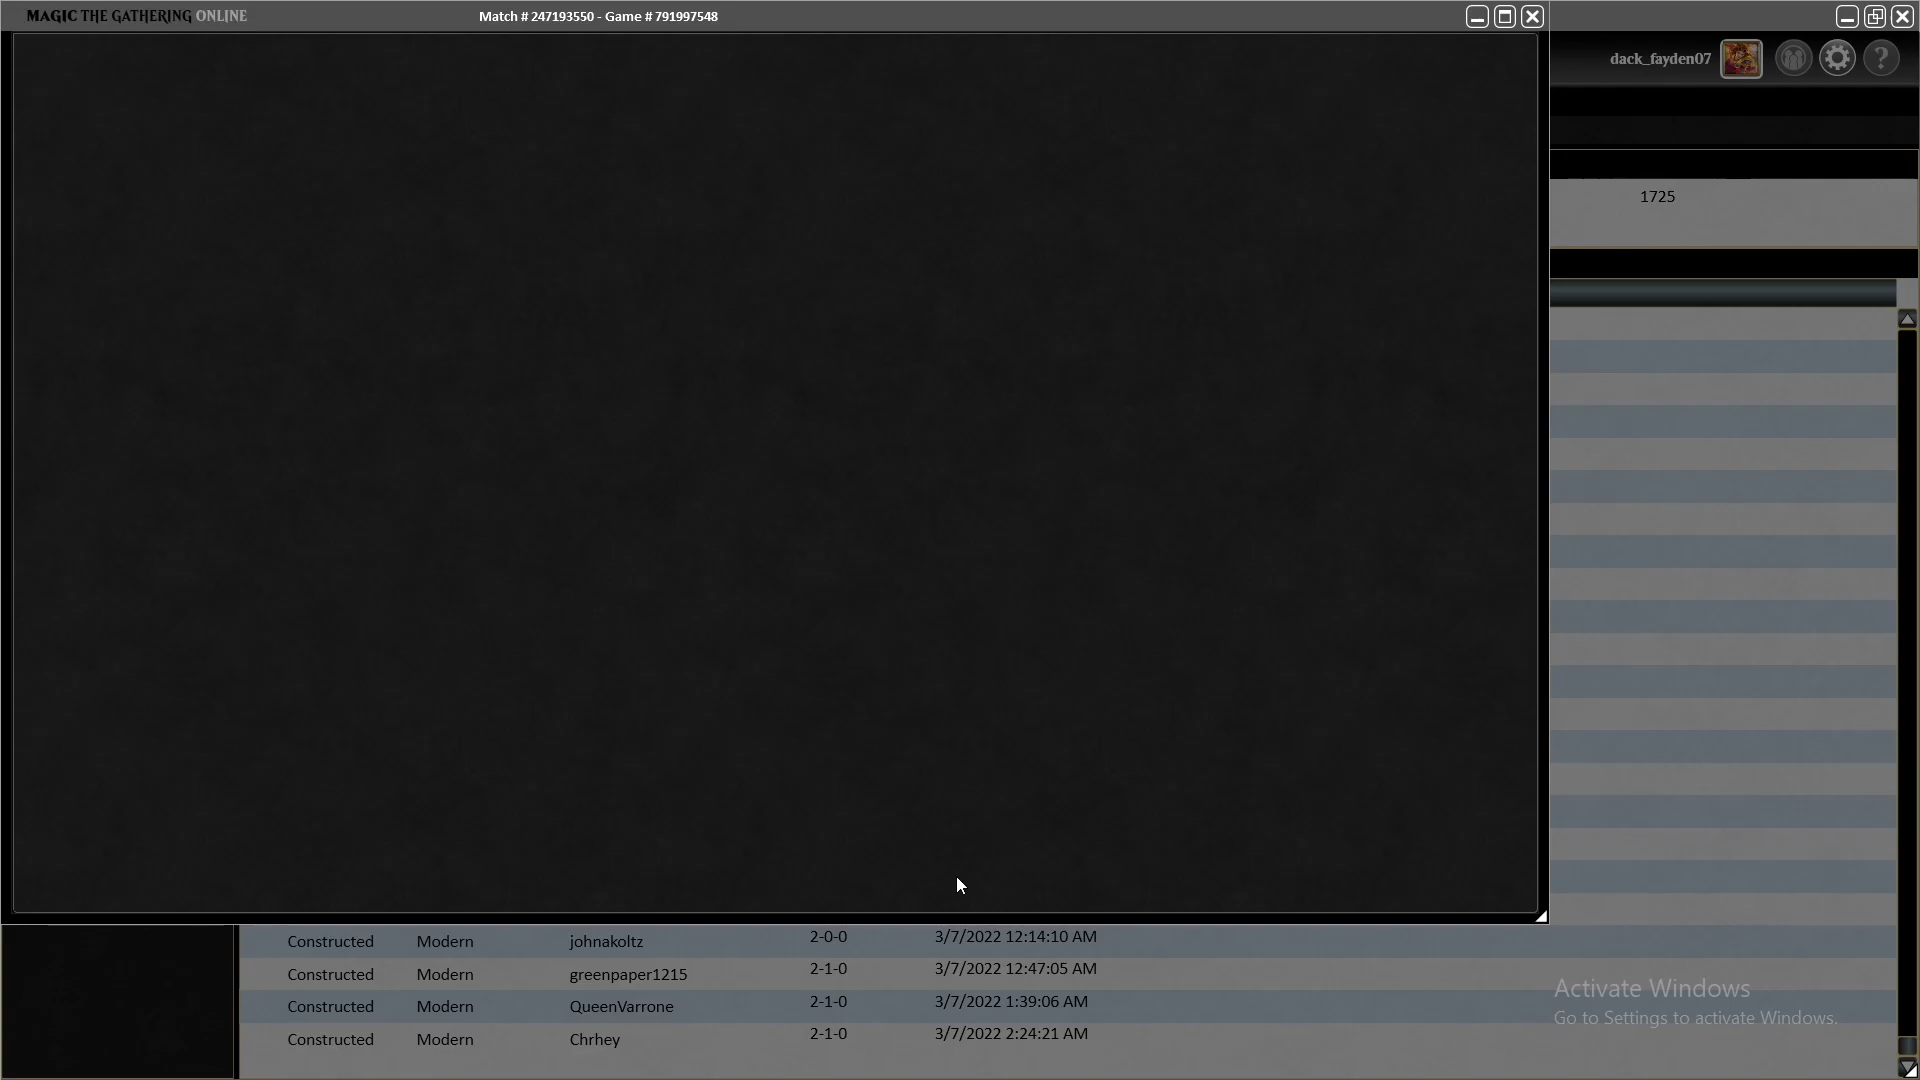 MAGIC THE GATHERING ONLINE
Match # 247193550 - Game # 791997548
dack_fayden07
?
1725
Constructed Modern johnakoltz 2-0-0 3/7/2022 12:14:10 AM
Constructed Modern greenpaper1215 2-1-0 3/7/2022 12:47:05 AM
Constructed Modern QueenVarrone 2-1-0 3/7/2022 1:39:06 AM
Constructed Modern Chrhey 2-1-0 3/7/2022 2:24:21 AM
Activate Windows
Go to Settings to activate Windows.